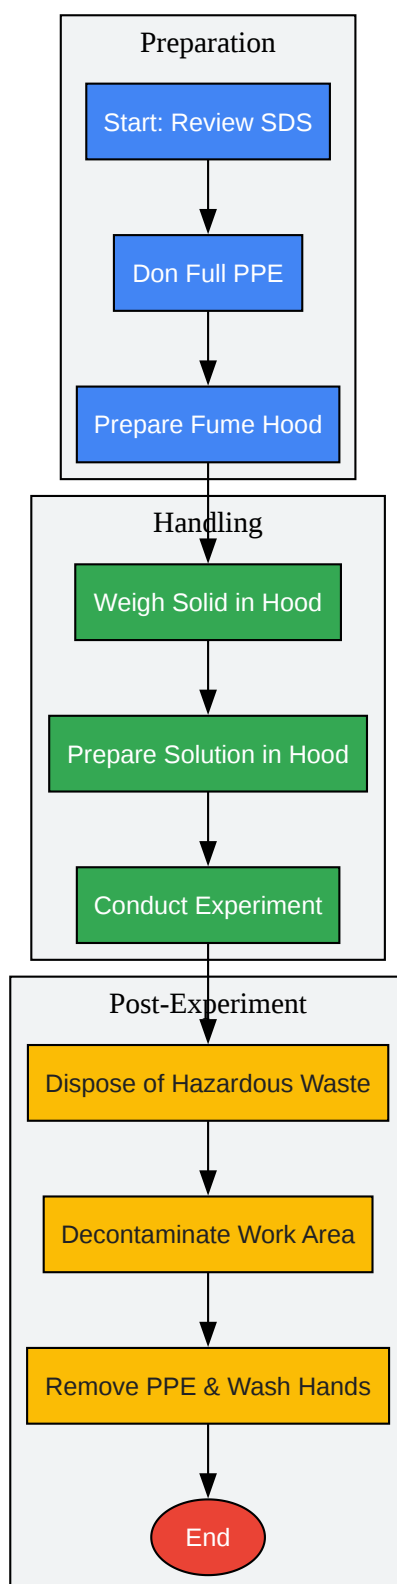 Preparation
Start: Review SDS
Don Full PPE
Prepare Fume Hood
Handling
Weigh Solid in Hood
Prepare Solution in Hood
Conduct Experiment
Post-Experiment
Dispose of Hazardous Waste
Decontaminate Work Area
Remove PPE & Wash Hands
End